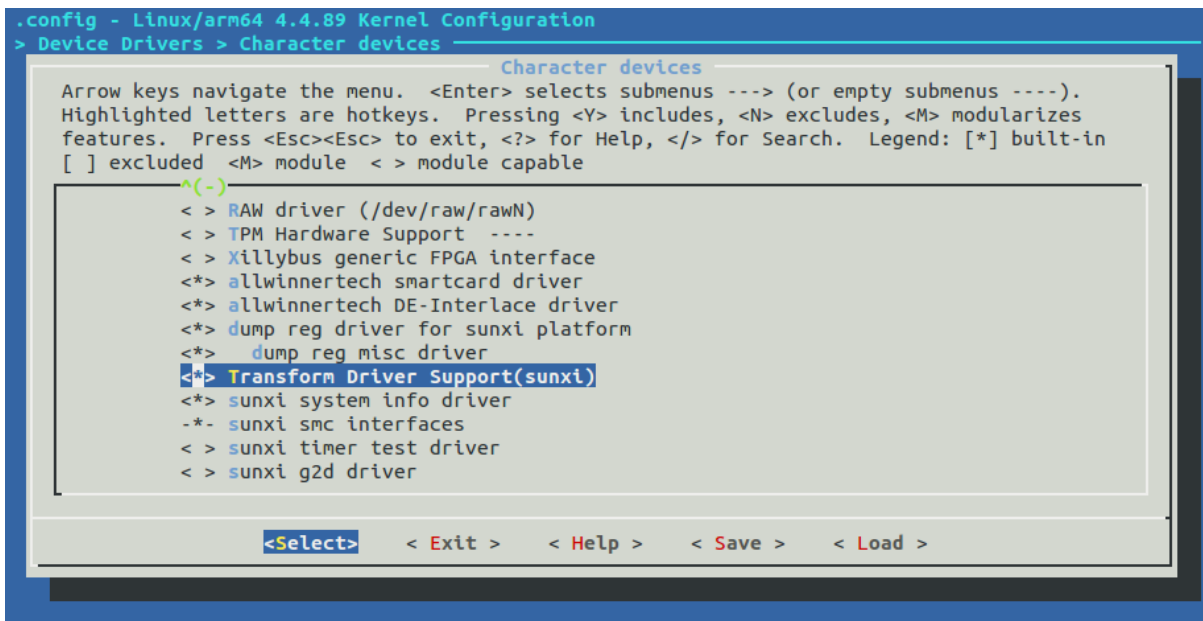 .config - Linux/arm64 4.4.89 Kernel Configuration
> Device Drivers > Character devices
Character devices
Arrow keys navigate the menu.  <Enter> selects submenus ---> (or empty submenus ----).
Highlighted letters are hotkeys.  Pressing <Y> includes, <N> excludes, <M> modularizes
features.  Press <Esc><Esc> to exit, <?> for Help, </> for Search.  Legend: [*] built-in
[ ] excluded  <M> module  < > module capable
^(-)
< > RAW driver (/dev/raw/rawN)
< > TPM Hardware Support  ----
< > Xillybus generic FPGA interface
<*> allwinnertech smartcard driver
<*> allwinnertech DE-Interlace driver
<*> dump reg driver for sunxi platform
<*>   dump reg misc driver
<*> Transform Driver Support(sunxi)
<*> sunxi system info driver
-*- sunxi smc interfaces
< > sunxi timer test driver
< > sunxi g2d driver
<Select>    < Exit >    < Help >    < Save >    < Load >